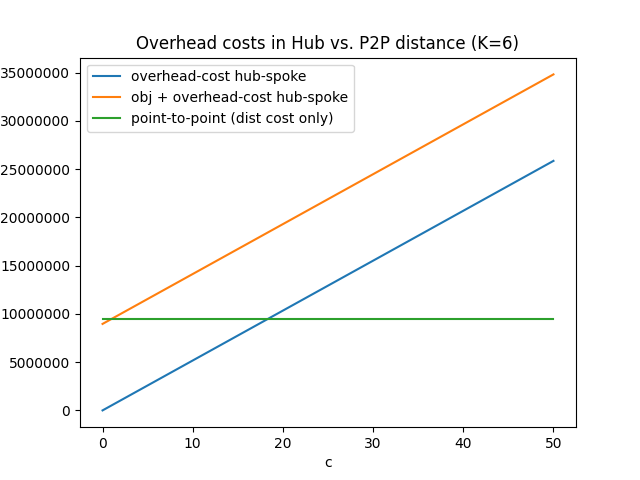 Overhead costs in Hub vs. P2P distance (K=6)
overhead-cost hub-spoke
obj + overhead-cost hub-spoke
point-to-point (dist cost only)
35000000
30000000
25000000
20000000
15000000
10000000
5000000
0
0 10 20 30 40 50
c